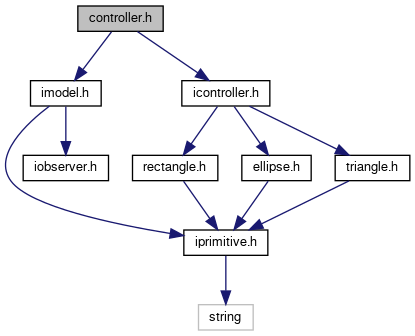 controller.h
imodel.h
icontroller.h
iobserver.h
rectangle.h
ellipse.h
triangle.h
iprimitive.h
string